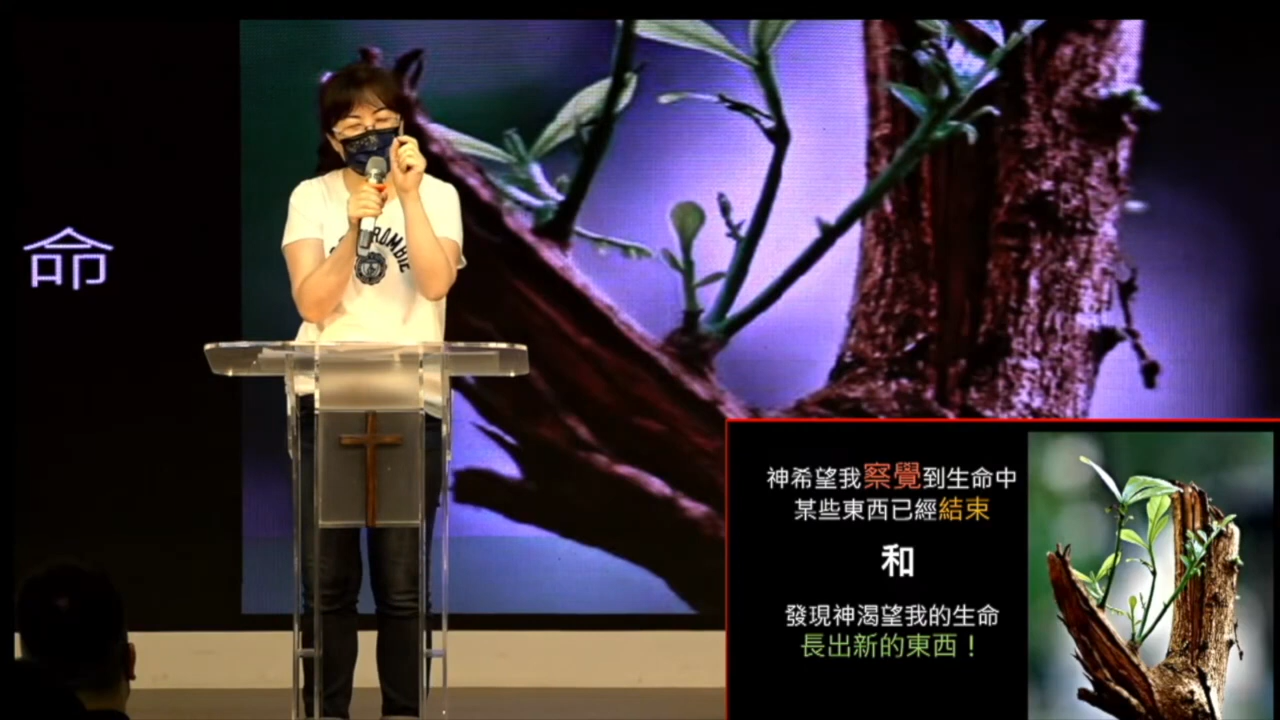 命
ROMBIE
神希望我察覺到生命中
某些東西已經結束
和
發現神渴望我的生命
長出新的東西！